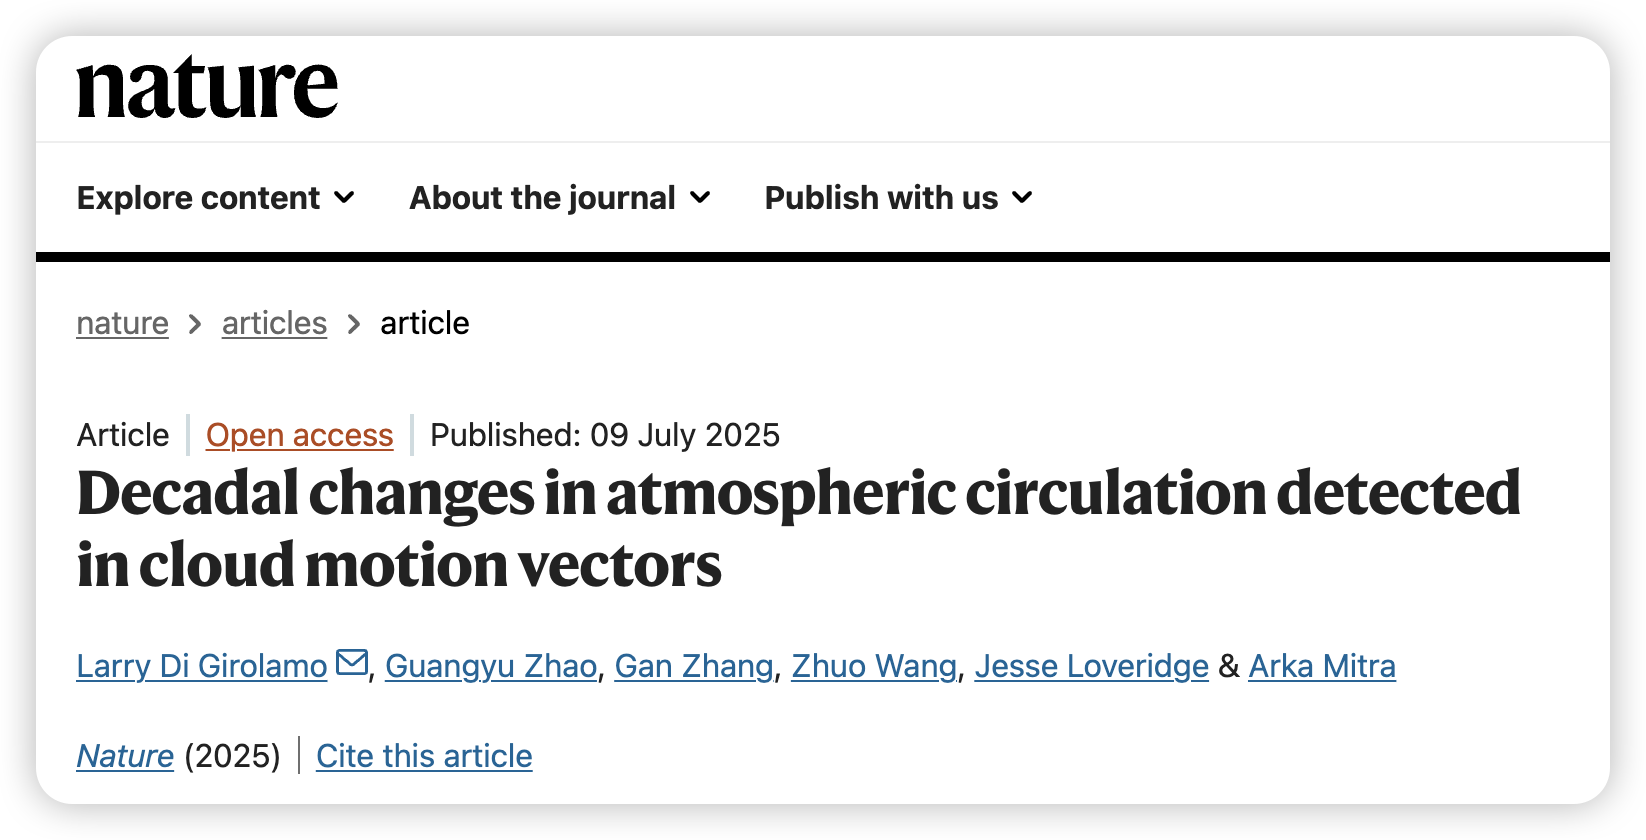 nature
Explore content About the journal Publish with us
nature > articles > article
Article | Open access | Published: 09 July 2025
Decadal changes in atmospheric circulation detected
in cloud motion vectors
Larry Di Girolamo, Guangyu Zhao, Gan Zhang, Zhuo Wang, Jesse Loveridge & Arka Mitra
Nature (2025) | Cite this article